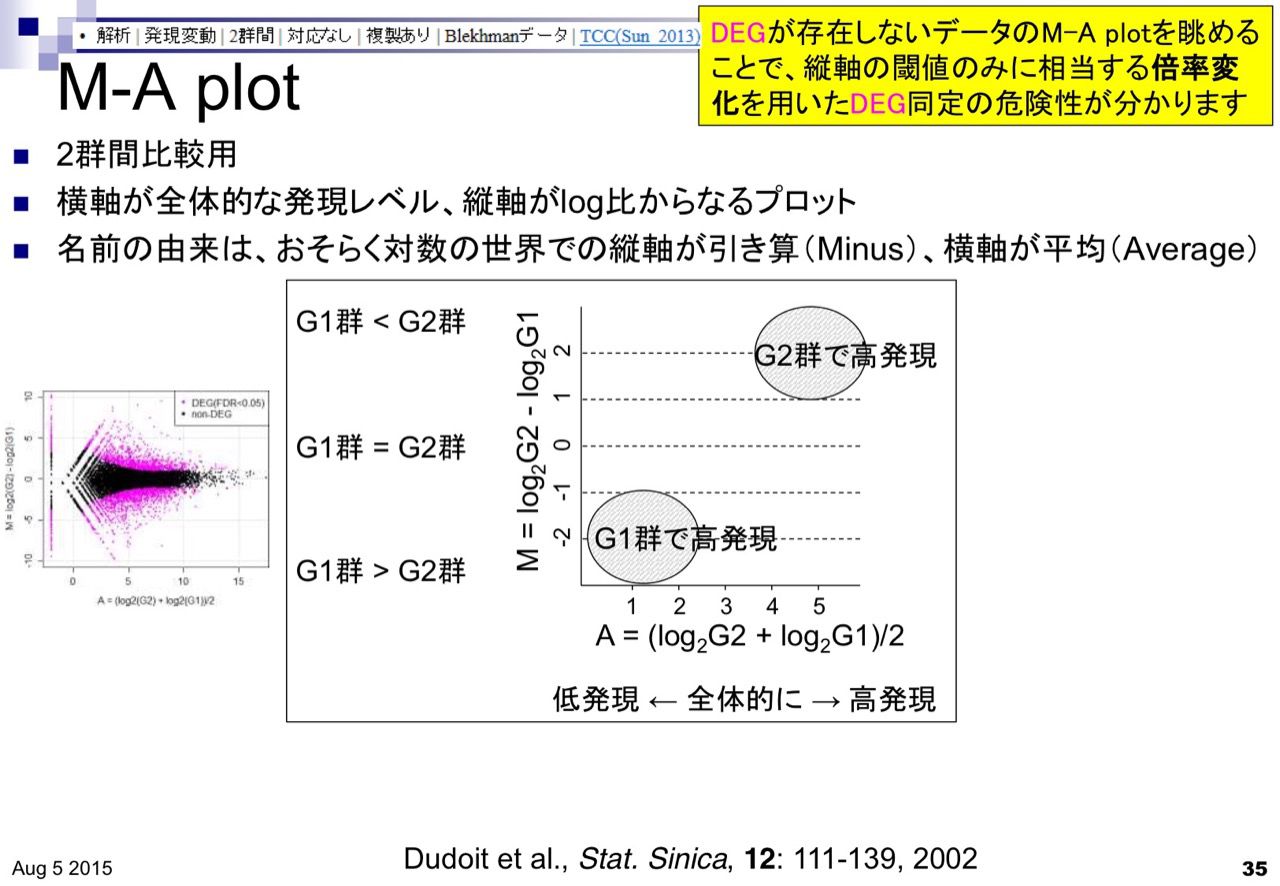 • 解析 | 発現変動 | 2群間 | 対応なし | 複製あり | Blekhmanデータ | TCC(Sun_2013)
DEGが存在しないデータのM-A plotを眺める
ことで、縦軸の閾値のみに相当する倍率変
化を用いたDEG同定の危険性が分かります
M-A plot
2群間比較用
横軸が全体的な発現レベル、縦軸がlog比からなるプロット
名前の由来は、おそらく対数の世界での縦軸が引き算（Minus）、横軸が平均（Average）
DEG(FDR<0.05)
non-DEG
M = log2(G2) - log2(G1)
10
5
0
-5
-10
0 5 10 15
A = (log2(G2) + log2(G1))/2
G1群 < G2群
G1群 = G2群
G1群 > G2群
M = log₂G2 - log₂G1
2
1
0
-1
-2
G2群で高発現
G1群で高発現
1 2 3 4 5
A = (log₂G2 + log₂G1)/2
低発現 ← 全体的に → 高発現
Dudoit et al., Stat. Sinica, 12: 111-139, 2002
Aug 5 2015
35